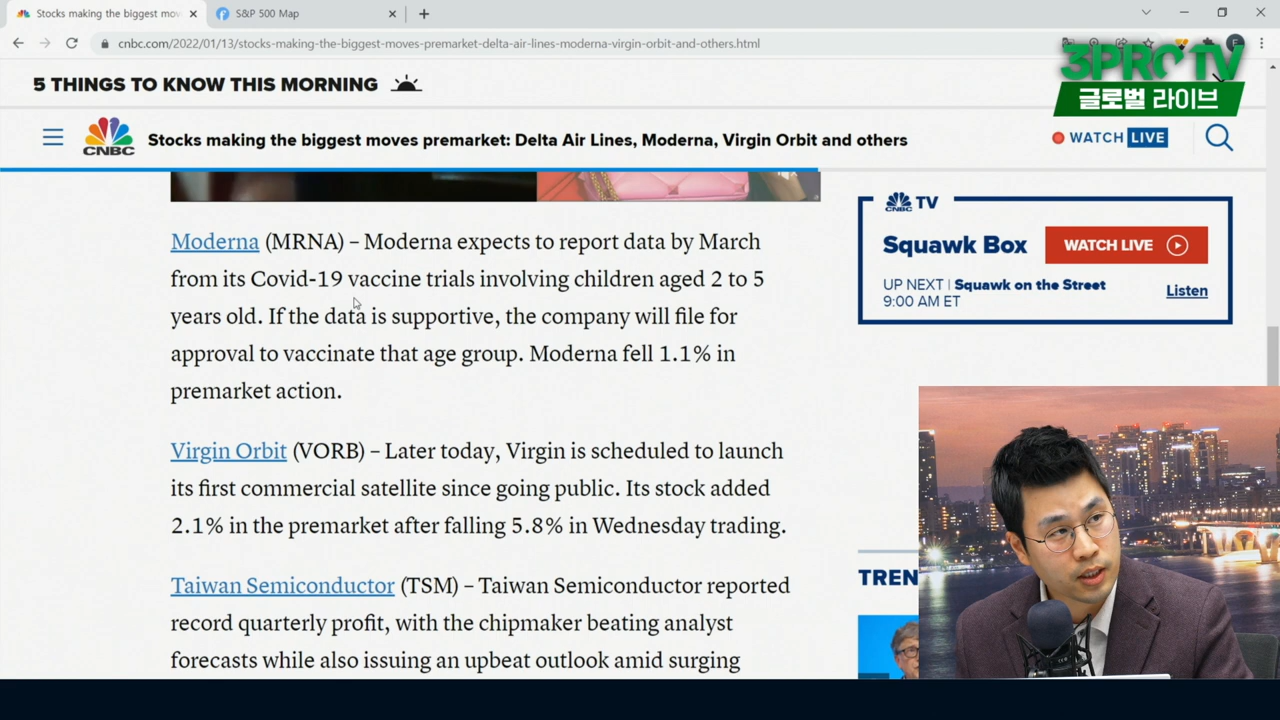 Stocks making the biggest moves
S&P 500 Map
cnbc.com/2022/01/13/stocks-making-the-biggest-moves-premarket-delta-air-lines-moderna-virgin-orbit-and-others.html
3PRO TV
글로벌 라이브
5 THINGS TO KNOW THIS MORNING
CNBC
Stocks making the biggest moves premarket: Delta Air Lines, Moderna, Virgin Orbit and others
WATCH LIVE
Moderna (MRNA) – Moderna expects to report data by March
from its Covid-19 vaccine trials involving children aged 2 to 5
years old. If the data is supportive, the company will file for
approval to vaccinate that age group. Moderna fell 1.1% in
premarket action.
Virgin Orbit (VORB) – Later today, Virgin is scheduled to launch
its first commercial satellite since going public. Its stock added
2.1% in the premarket after falling 5.8% in Wednesday trading.
Taiwan Semiconductor (TSM) – Taiwan Semiconductor reported
record quarterly profit, with the chipmaker beating analyst
forecasts while also issuing an upbeat outlook amid surging
CNBC TV
Squawk Box
WATCH LIVE
UP NEXT | Squawk on the Street
9:00 AM ET
Listen
TREN